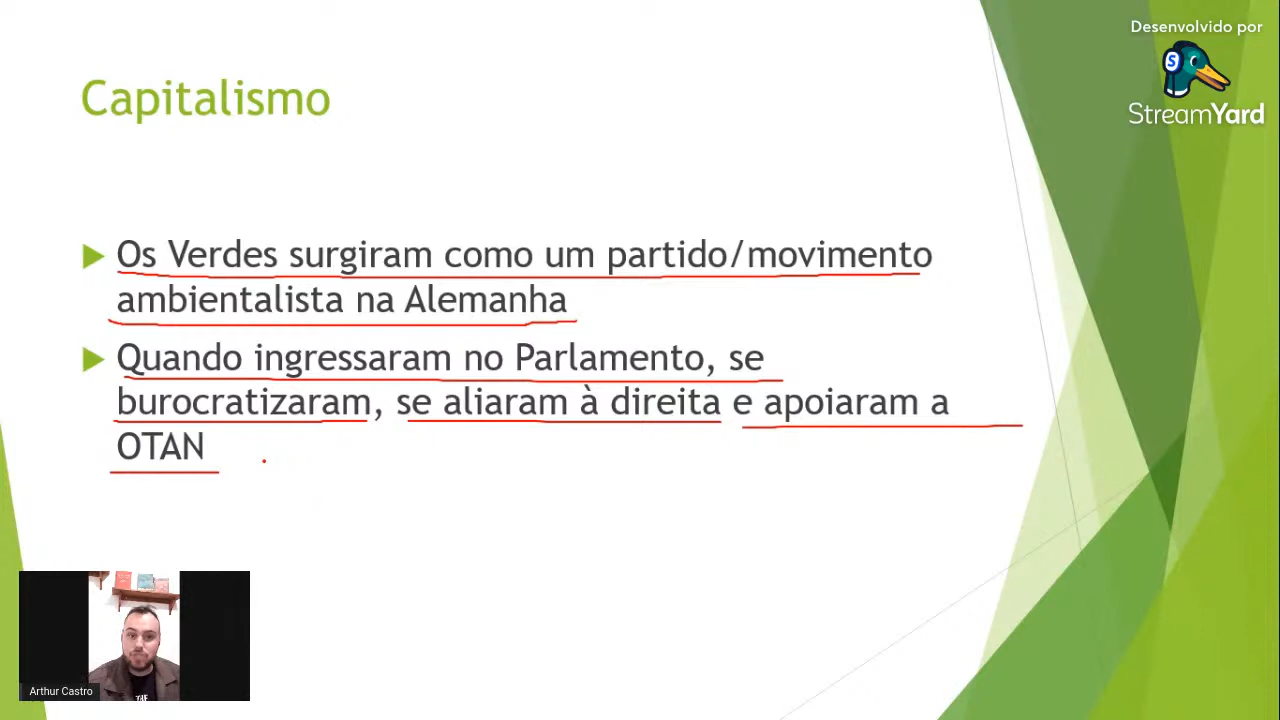 Desenvolvido por
StreamYard
Capitalismo
Os Verdes surgiram como um partido/movimento
ambientalista na Alemanha
Quando ingressaram no Parlamento, se
burocratizaram, se aliaram à direita e apoiaram a
OTAN
Arthur Castro
THE